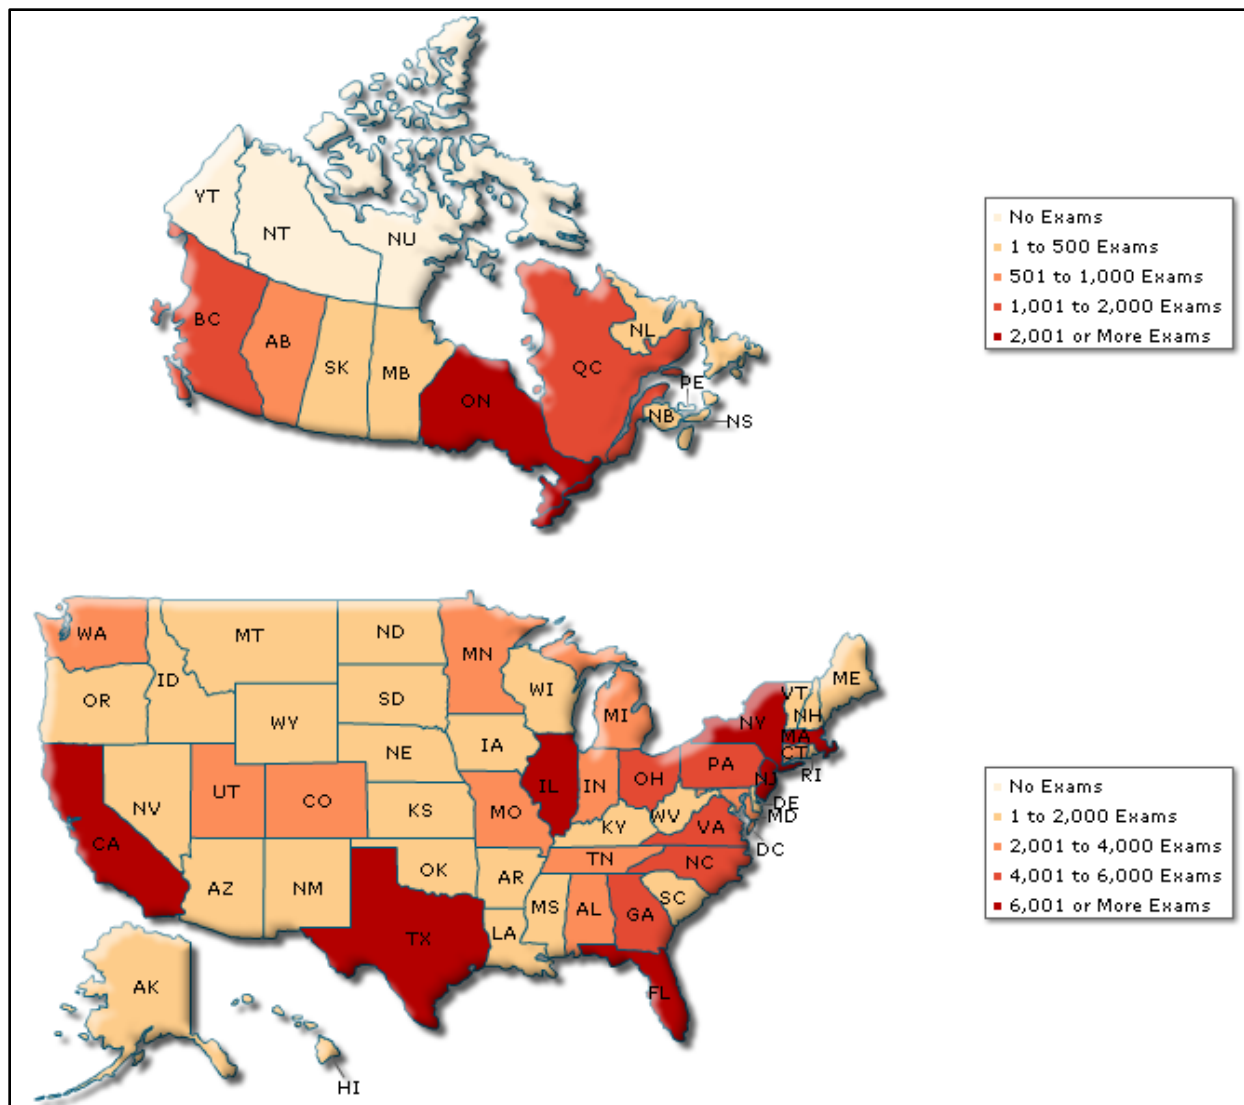 YT
NT
NU
BC
AB
SK
MB
ON
QC
NL
PE
NB
NS
No Exams
1 to 500 Exams
501 to 1,000 Exams
1,001 to 2,000 Exams
2,001 or More Exams
WA
MT
ND
MN
OR
ID
WY
SD
WI
MI
NY
VT
NH
ME
MA
CT
RI
NV
UT
CO
NE
IA
KS
MO
IL
IN
OH
PA
NJ
DE
MD
DC
WV
VA
KY
CA
AZ
NM
OK
AR
TN
NC
SC
TX
LA
MS
AL
GA
FL
AK
HI
No Exams
1 to 2,000 Exams
2,001 to 4,000 Exams
4,001 to 6,000 Exams
6,001 or More Exams